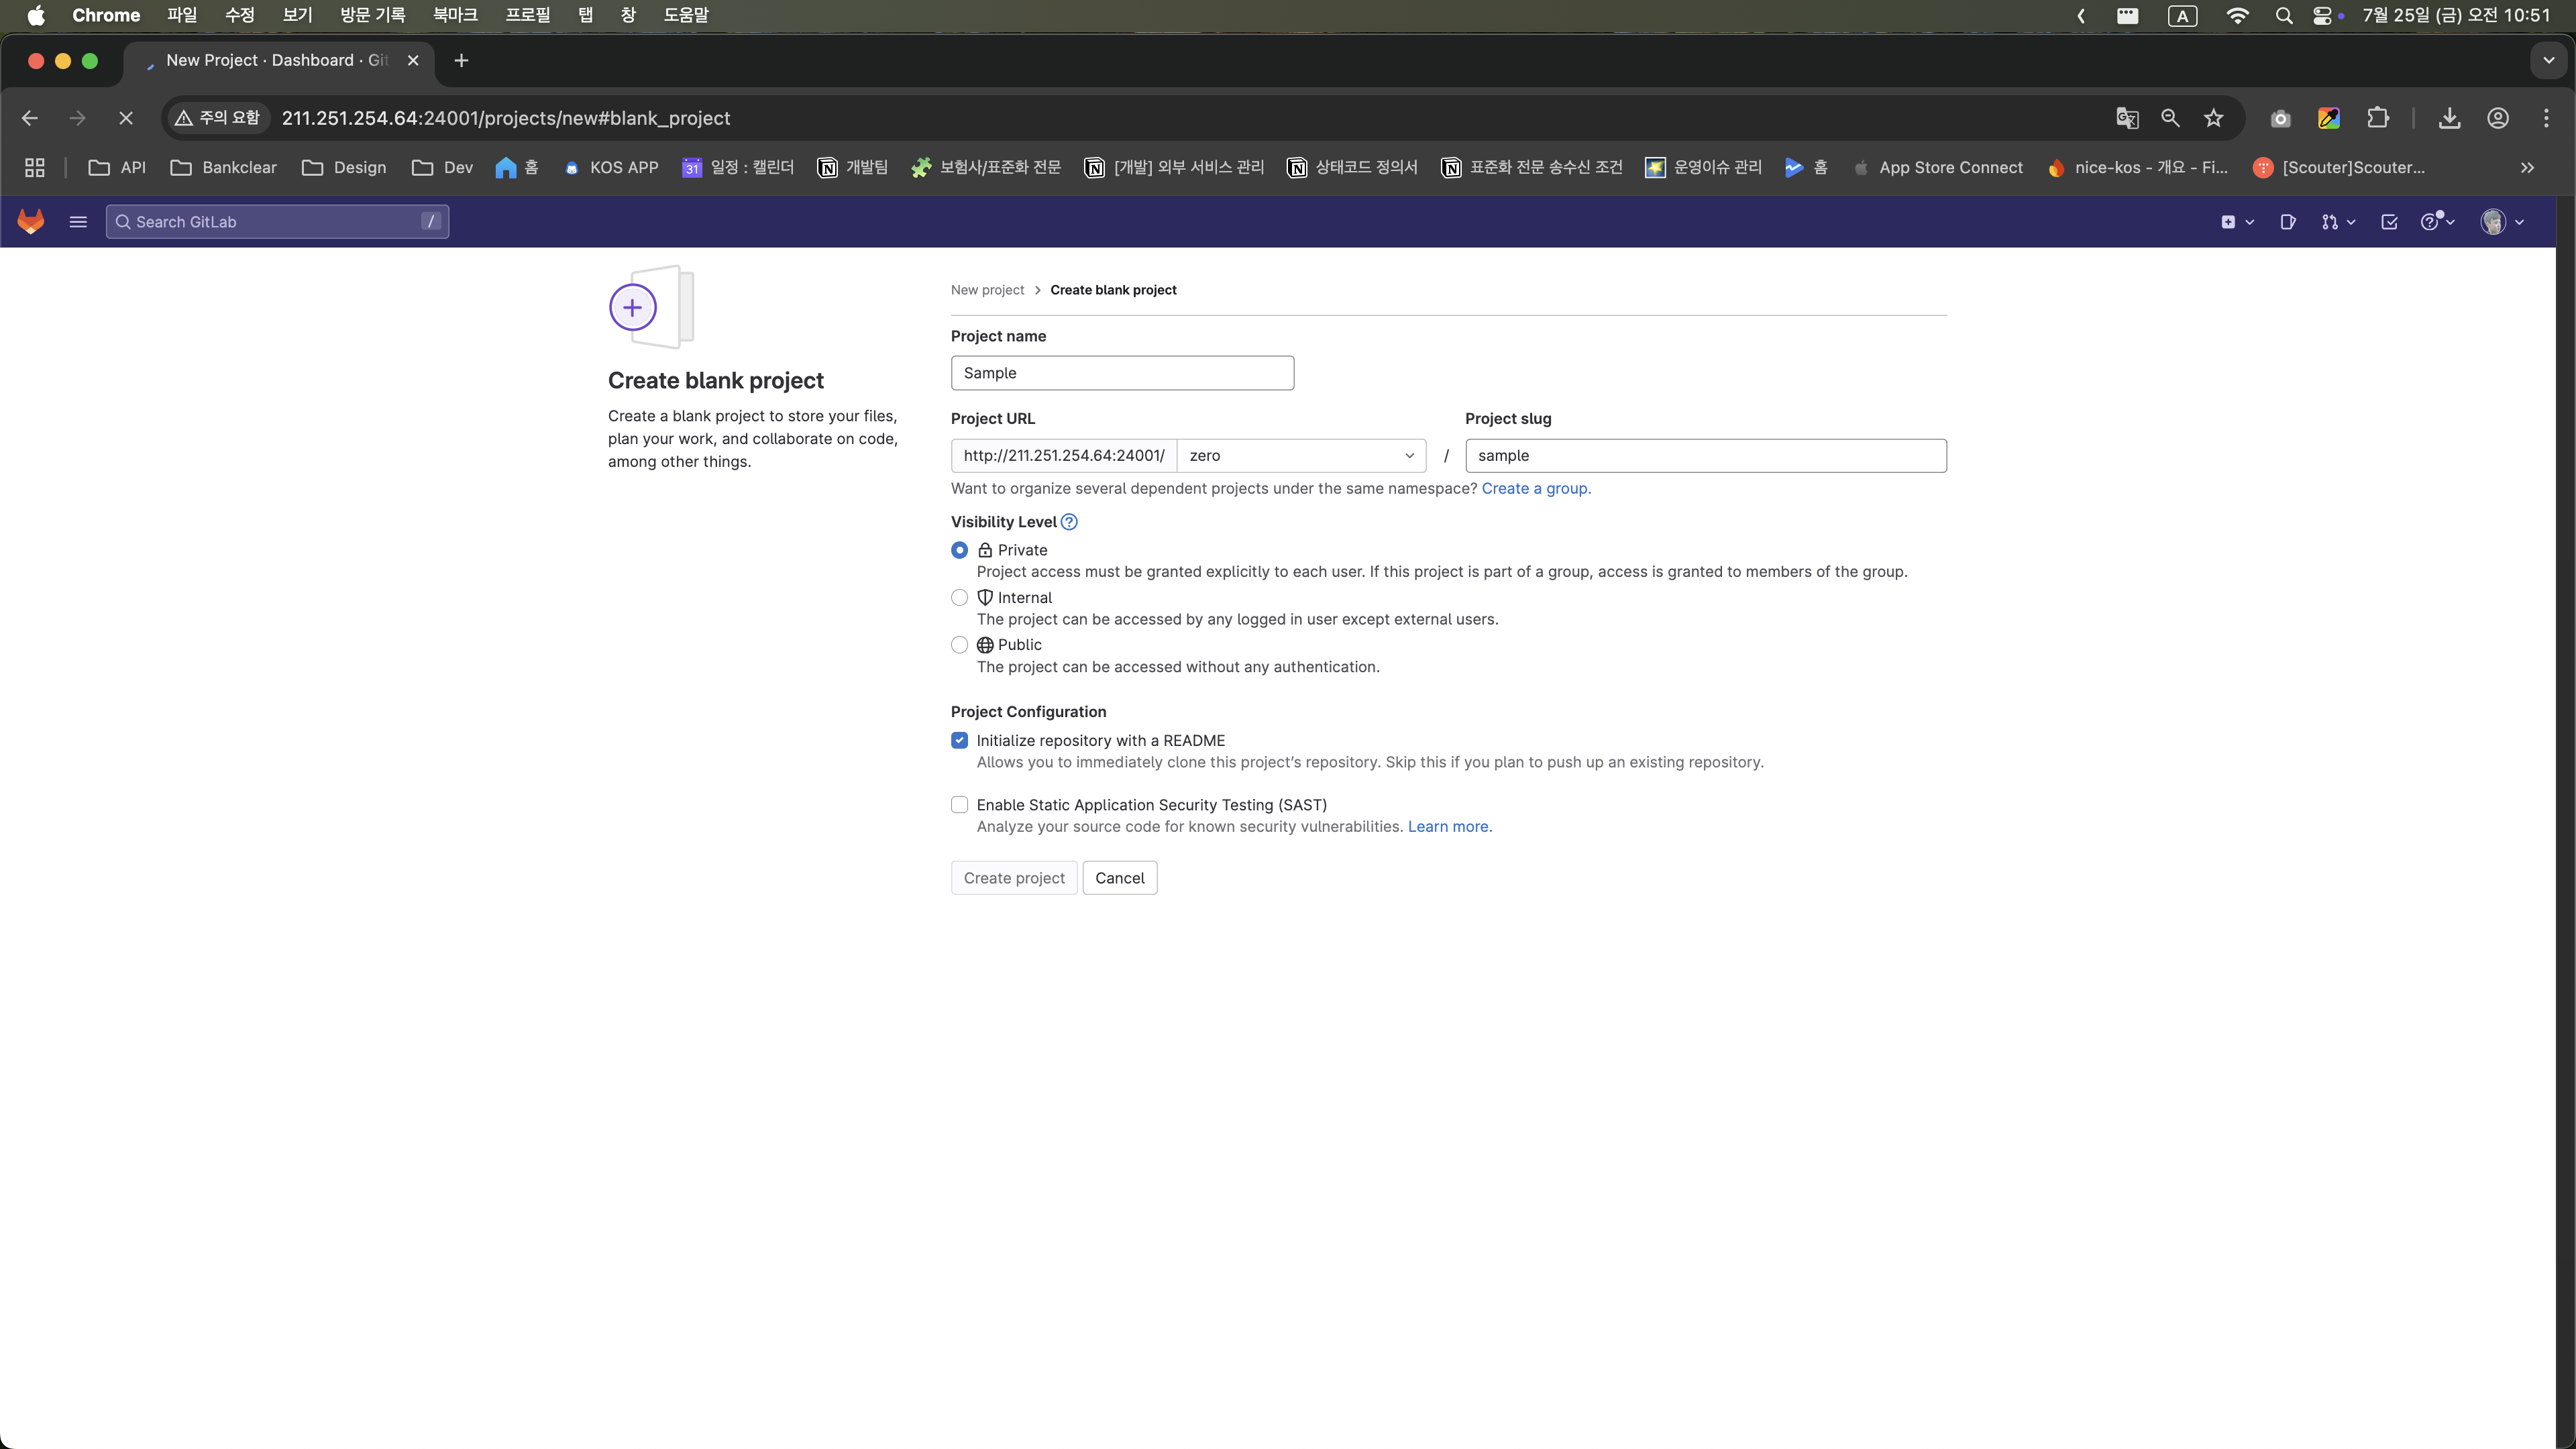 Chrome 파일 수정 보기 방문 기록 북마크 프로필 탭 창 도움말 A 7월 25일 (금) 오전 10:51
New Project · Dashboard · Git
주의 요함 211.251.254.64:24001/projects/new#blank_project
API Bankclear Design Dev 홈 KOS APP 31 일정 : 캘린더 개발팀 보험사/표준화 전문 [개발] 외부 서비스 관리 상태코드 정의서 표준화 전문 송수신 조건 운영이슈 관리 홈 App Store Connect nice-kos - 개요 - Fi... [Scouter]Scouter...
Search GitLab /
New project Create blank project
Project name
Sample
Create blank project
Create a blank project to store your files,
plan your work, and collaborate on code,
among other things.
Project URL Project slug
http://211.251.254.64:24001/ zero / sample
Want to organize several dependent projects under the same namespace? Create a group.
Visibility Level
Private
Project access must be granted explicitly to each user. If this project is part of a group, access is granted to members of the group.
Internal
The project can be accessed by any logged in user except external users.
Public
The project can be accessed without any authentication.
Project Configuration
Initialize repository with a README
Allows you to immediately clone this project's repository. Skip this if you plan to push up an existing repository.
Enable Static Application Security Testing (SAST)
Analyze your source code for known security vulnerabilities. Learn more.
Create project Cancel